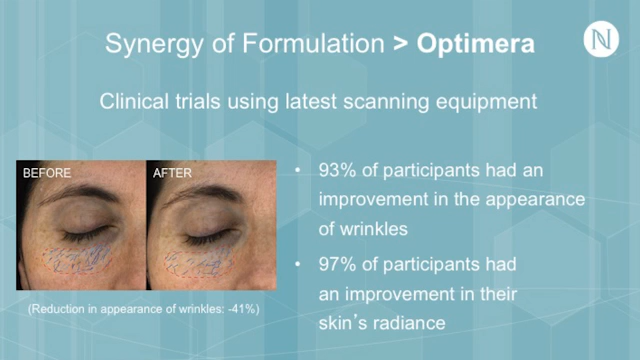 Synergy of Formulation > Optimera
N
Clinical trials using latest scanning equipment
BEFORE
AFTER
(Reduction in appearance of wrinkles: -41%)
• 93% of participants had an
improvement in the appearance
of wrinkles
• 97% of participants had
an improvement in their
skin’s radiance